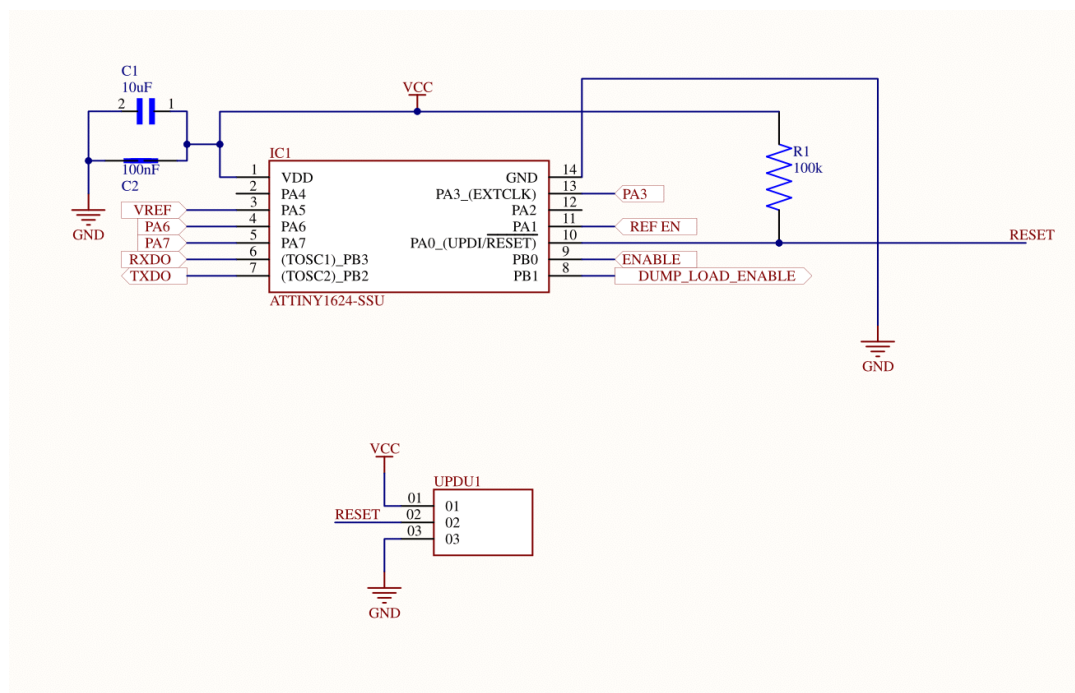 C1
10uF
2 1
100nF
C2
GND
VCC
IC1
1 VDD GND 14
2 PA4 PA3_(EXTCLK) 13 PA3
VREF 3 PA5 PA2 12
PA6 4 PA6 PA1 11 REF EN
PA7 5 PA7 PA0_(UPDI/RESET) 10
RXDO 6 (TOSC1)_PB3 PB0 9 ENABLE
TXDO 7 (TOSC2)_PB2 PB1 8 DUMP_LOAD_ENABLE
ATTINY1624-SSU
R1
100k
RESET
GND
VCC
UPDU1
01 01
RESET 02 02
03 03
GND